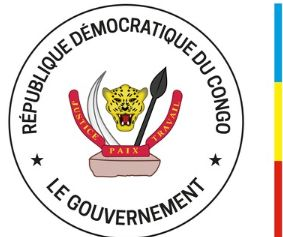 RÉPUBLIQUE DÉMOCRATIQUE DU CONGO
JUSTICE
PAIX
TRAVAIL
LE GOUVERNEMENT